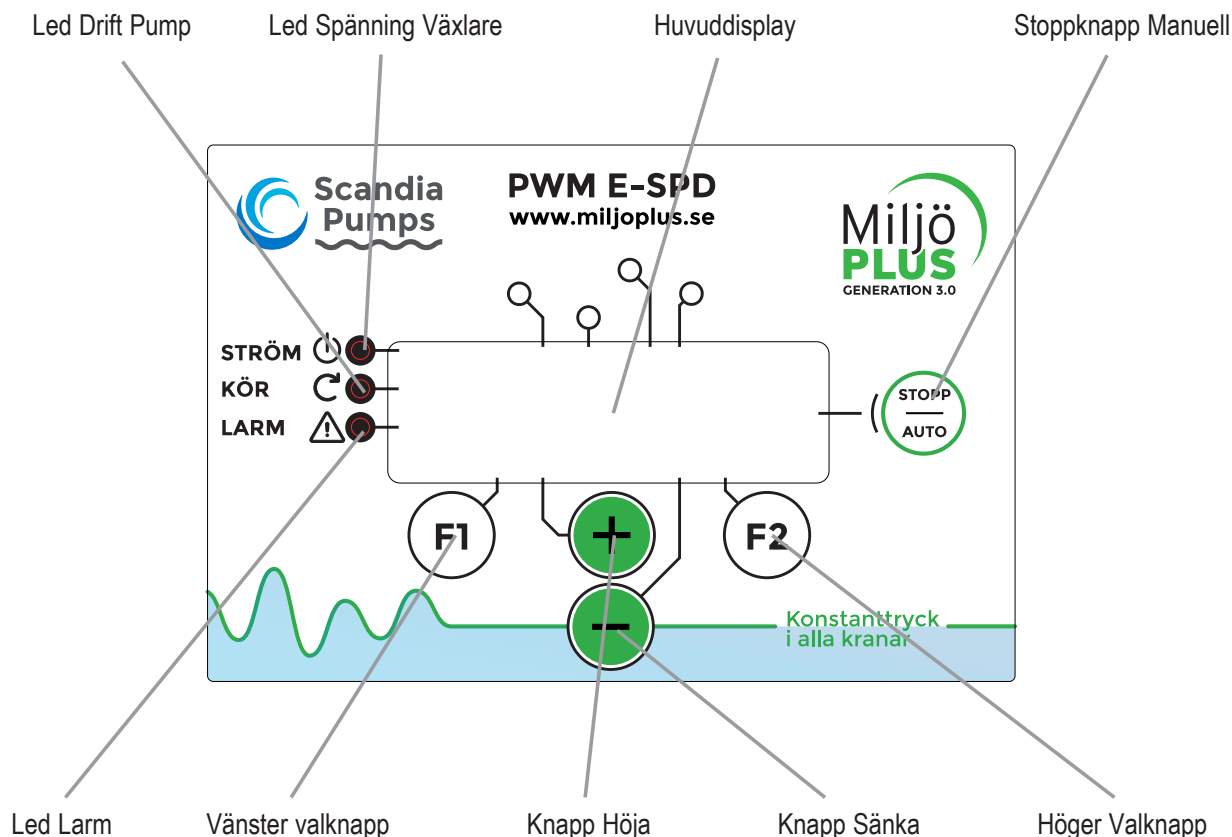 Led Drift Pump
Led Spänning Växlare
Huvuddisplay
Stoppknapp Manuell
Scandia
Pumps
PWM E-SPD
www.miljoplus.se
Miljö
PLUS
GENERATION 3.0
STRÖM
KÖR
LARM
STOPP
AUTO
F1
+
F2
−
Konstanttryck
i alla kranar
Led Larm
Vänster valknapp
Knapp Höja
Knapp Sänka
Höger Valknapp